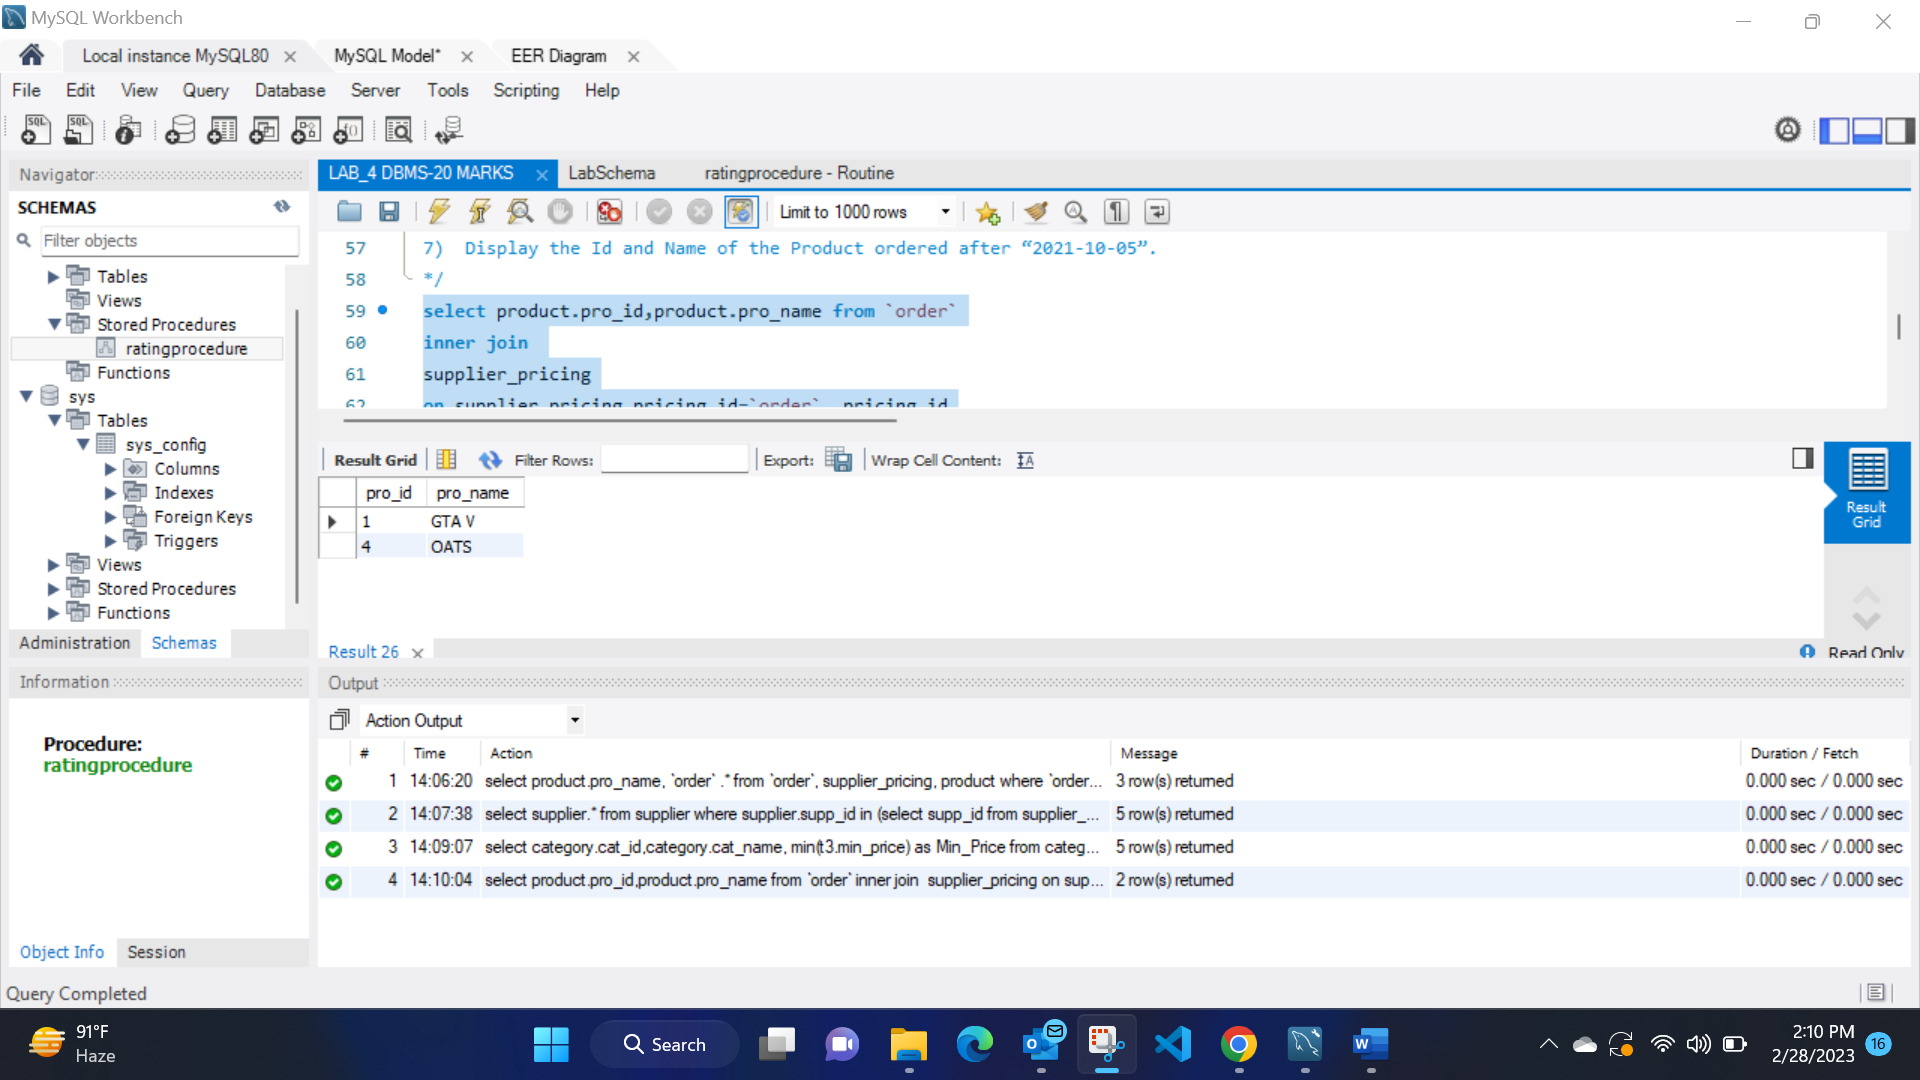 MySQL Workbench
Local instance MySQL80
MySQL Model*
EER Diagram
File Edit View Query Database Server Tools Scripting Help
Navigator
SCHEMAS
Filter objects
Tables
Views
Stored Procedures
ratingprocedure
Functions
sys
Tables
sys_config
Columns
Indexes
Foreign Keys
Triggers
Views
Stored Procedures
Functions
Administration Schemas
Information
Procedure:
ratingprocedure
Object Info Session
LAB_4 DBMS-20 MARKS
LabSchema
ratingprocedure - Routine
Limit to 1000 rows
57 7) Display the Id and Name of the Product ordered after “2021-10-05”.
58 */
59 select product.pro_id,product.pro_name from `order`
60 inner join
61 supplier_pricing
62 on supplier_pricing.pricing_id=`order`. pricing_id
Result Grid Filter Rows: Export: Wrap Cell Content:
pro_id pro_name
1 GTA V
4 OATS
Result
Grid
Result 26
Read Only
Output
Action Output
# Time Action Message Duration / Fetch
1 14:06:20 select product.pro_name, `order` .* from `order`, supplier_pricing, product where `order... 3 row(s) returned 0.000 sec / 0.000 sec
2 14:07:38 select supplier.* from supplier where supplier.supp_id in (select supp_id from supplier_... 5 row(s) returned 0.000 sec / 0.000 sec
3 14:09:07 select category.cat_id,category.cat_name, min(t3.min_price) as Min_Price from categ... 5 row(s) returned 0.000 sec / 0.000 sec
4 14:10:04 select product.pro_id,product.pro_name from `order` inner join supplier_pricing on sup... 2 row(s) returned 0.000 sec / 0.000 sec
Query Completed
91°F
Haze
Search
2:10 PM
2/28/2023
16